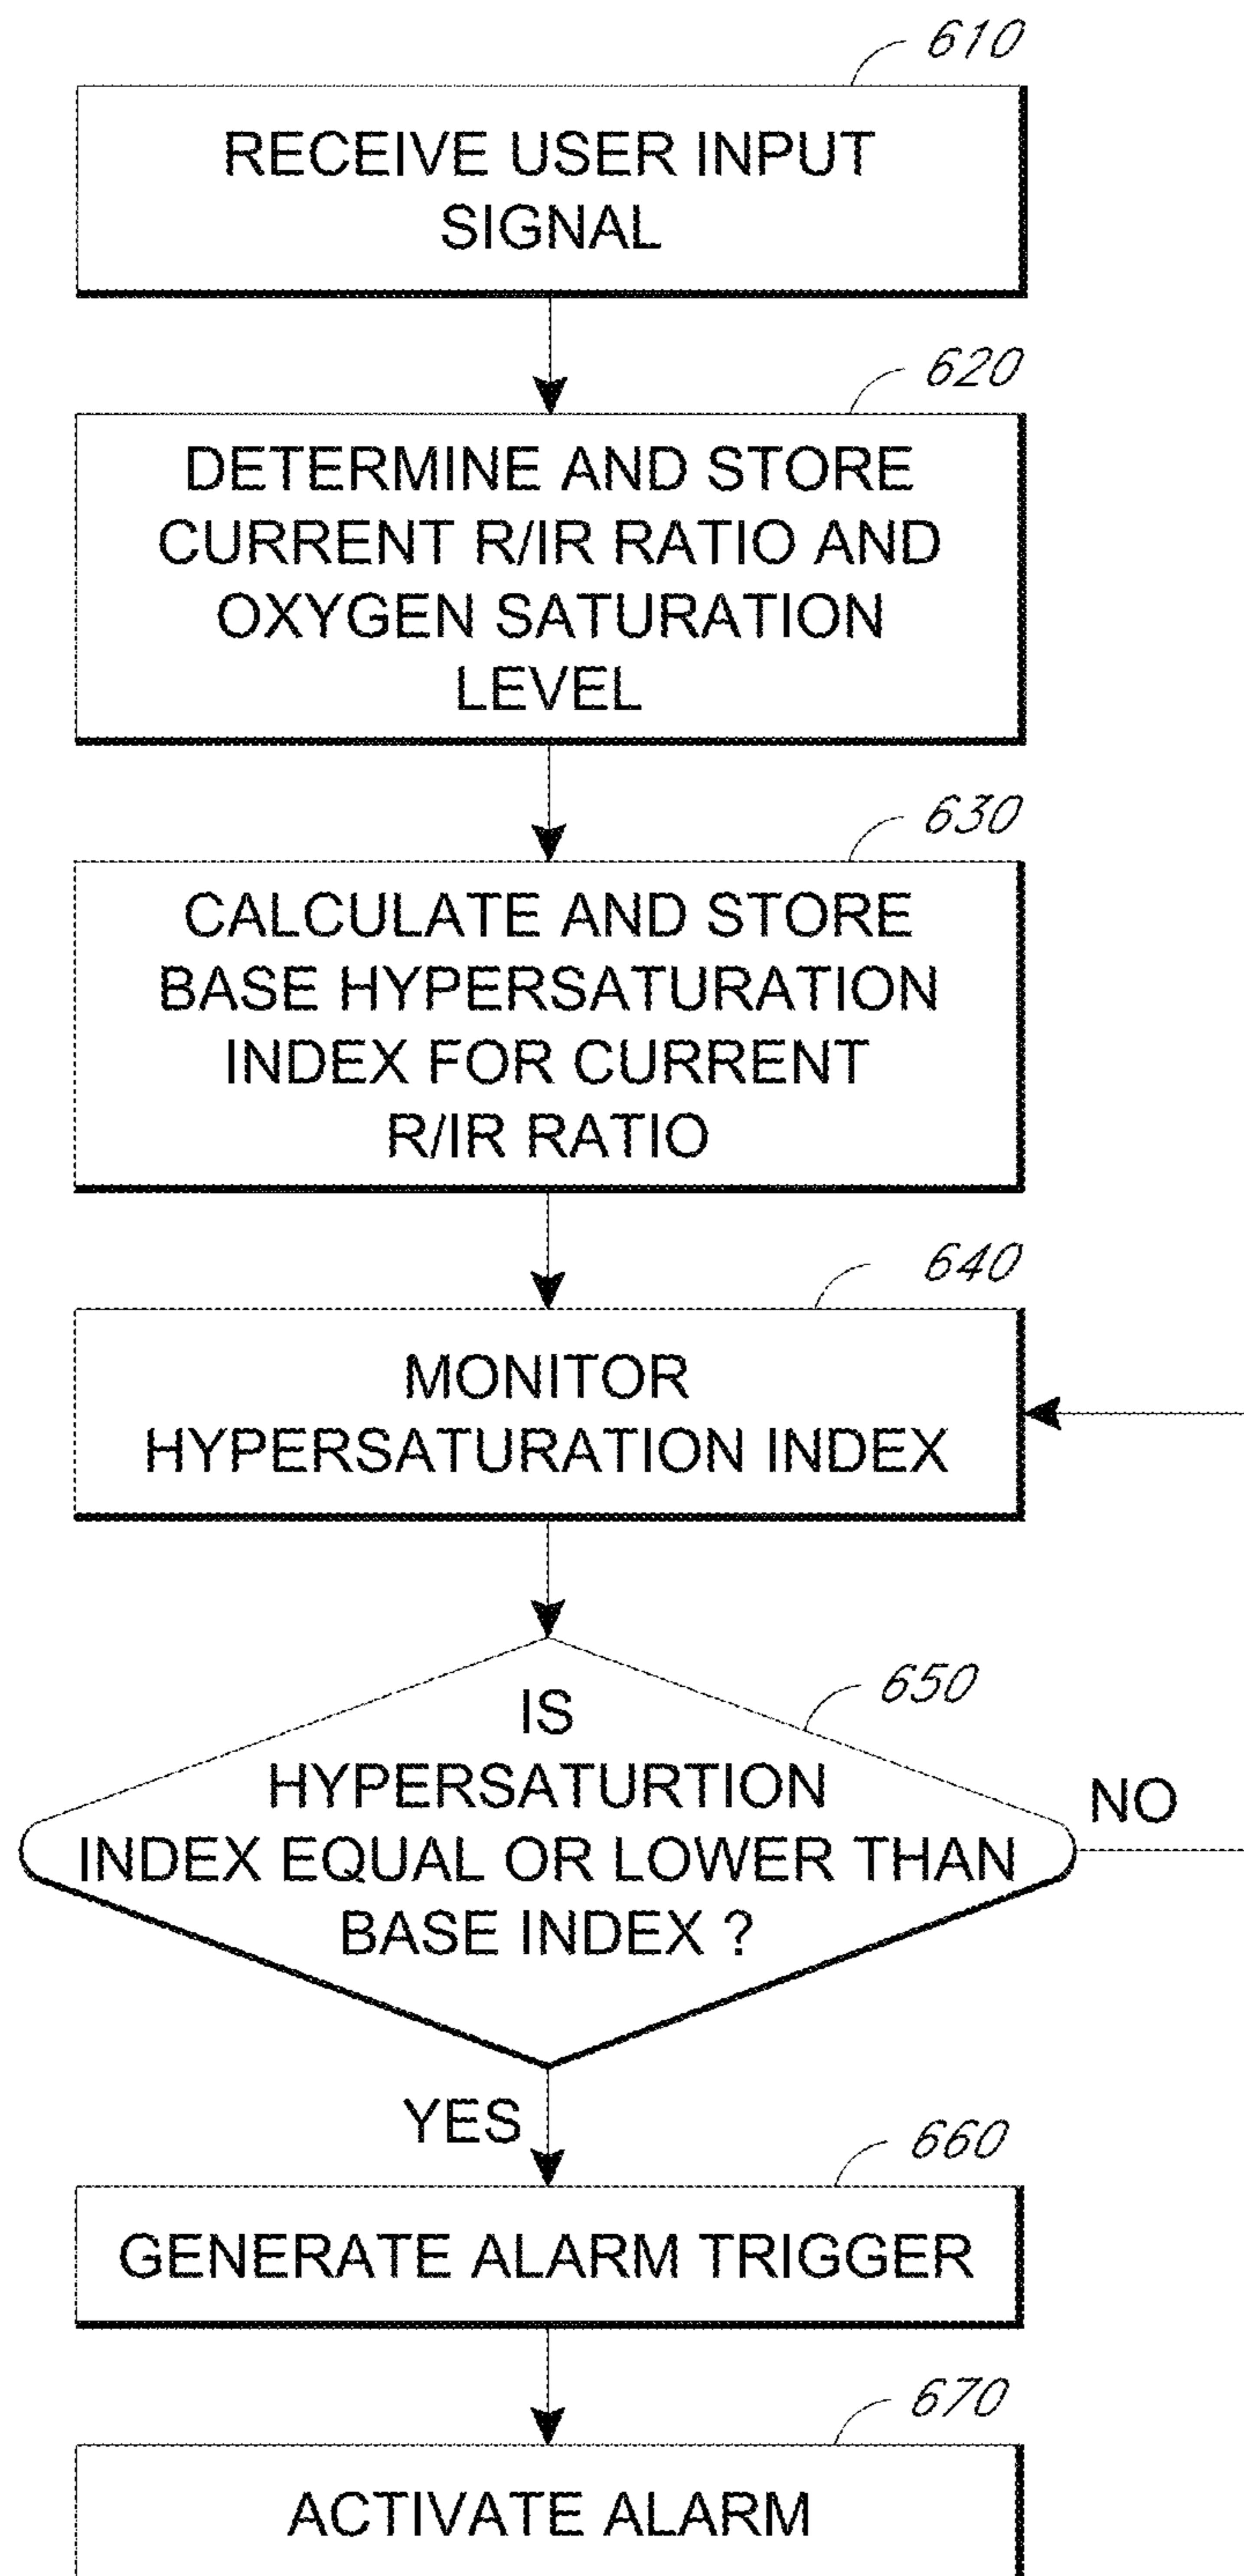 610
RECEIVE USER INPUT
SIGNAL
620
DETERMINE AND STORE
CURRENT R/IR RATIO AND
OXYGEN SATURATION
LEVEL
630
CALCULATE AND STORE
BASE HYPERSATURATION
INDEX FOR CURRENT
R/IR RATIO
640
MONITOR
HYPERSATURATION INDEX
650
IS
HYPERSATURTION
INDEX EQUAL OR LOWER THAN
BASE INDEX ?
NO
YES
660
GENERATE ALARM TRIGGER
670
ACTIVATE ALARM